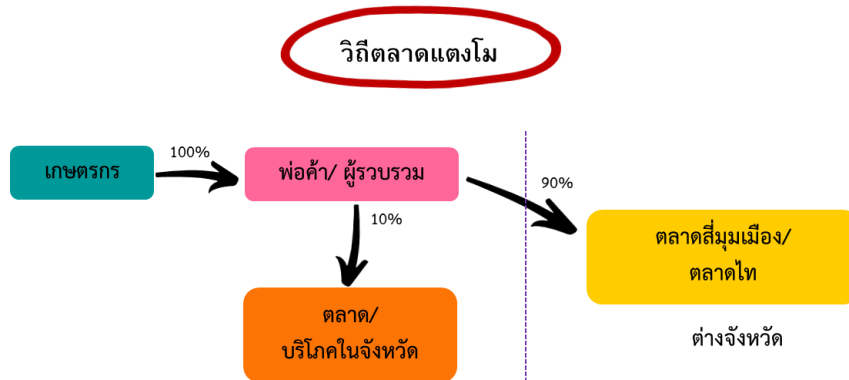 วิถีตลาดแตงโม
เกษตรกร
100%
พ่อค้า/ ผู้รวบรวม
90%
10%
ตลาดสี่มุมเมือง/
ตลาดไท
ตลาด/
บริโภคในจังหวัด
ต่างจังหวัด